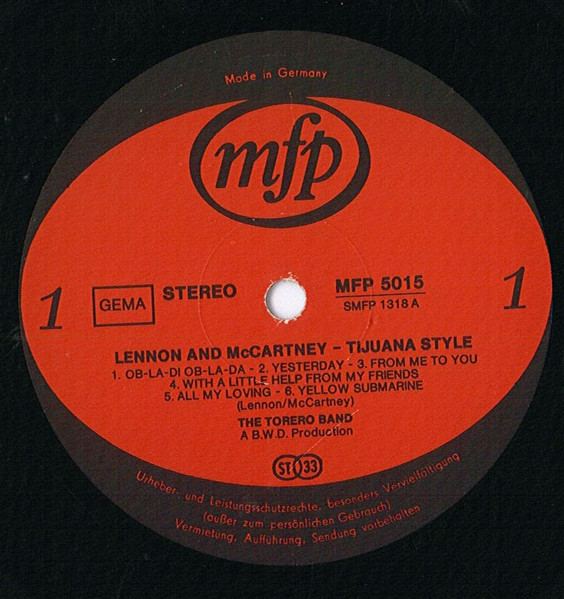 Made in Germany
mfp
1
GEMA
STEREO
MFP 5015
SMFP 1318 A
1
LENNON AND McCARTNEY – TIJUANA STYLE
1. OB-LA-DI OB-LA-DA - 2. YESTERDAY - 3. FROM ME TO YOU
4. WITH A LITTLE HELP FROM MY FRIENDS
5. ALL MY LOVING - 6. YELLOW SUBMARINE
(Lennon/McCartney)
THE TORERO BAND
A B.W.D. Production
ST 33
Urheber- und Leistungsschutzrechte, besonders Vervielfältigung
(außer zum persönlichen Gebrauch)
Vermietung, Aufführung, Sendung vorbehalten